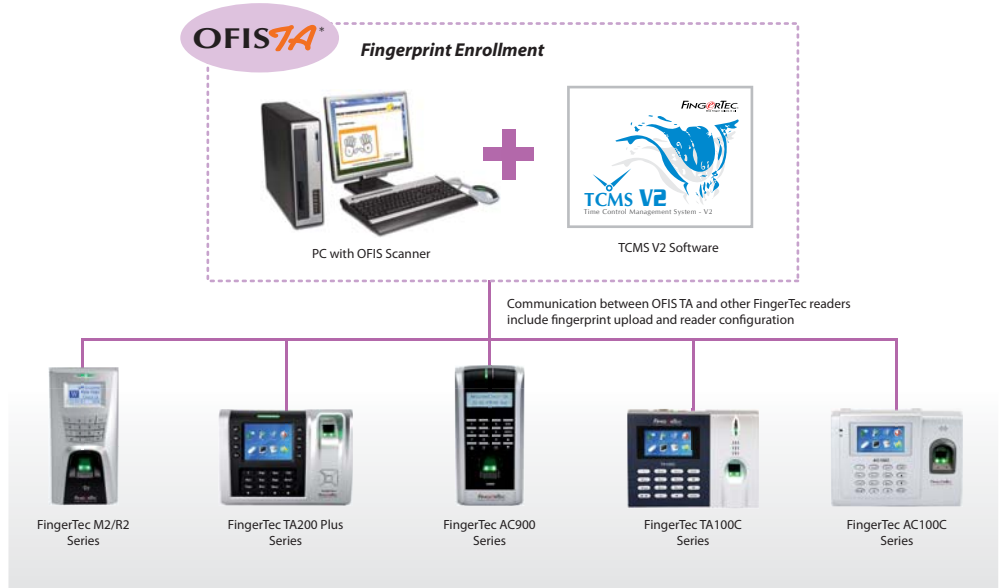 OFISTA*
Fingerprint Enrollment
FINGERTEC
TCMS V2
Time Control Management System - V2
PC with OFIS Scanner
TCMS V2 Software
Communication between OFIS TA and other FingerTec readers
include fingerprint upload and reader configuration
FingerTec M2/R2
Series
FingerTec TA200 Plus
Series
FingerTec AC900
Series
FingerTec TA100C
Series
FingerTec AC100C
Series